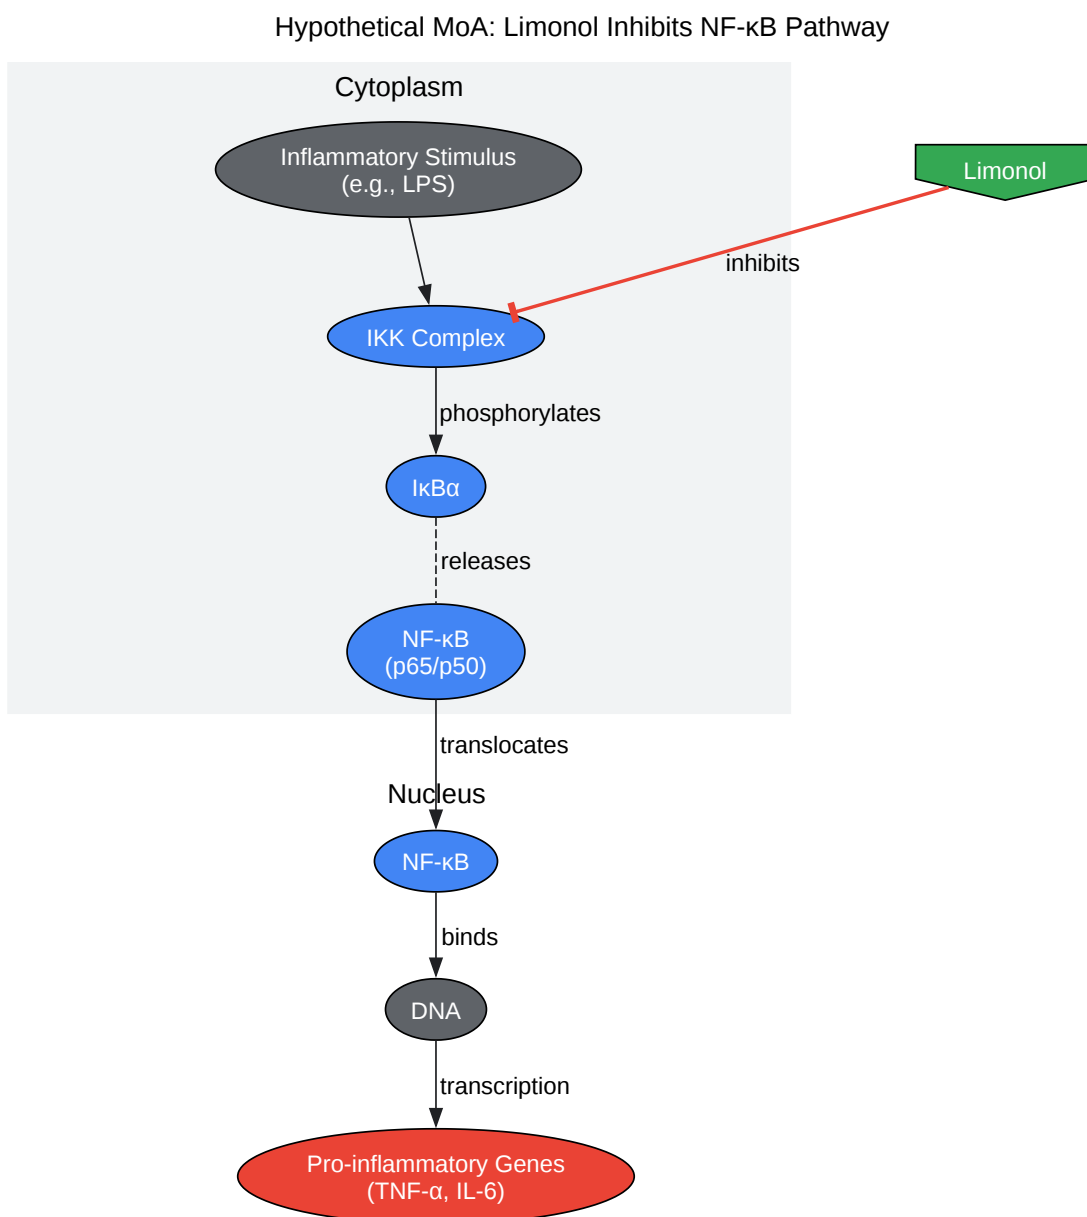 Hypothetical MoA: Limonol Inhibits NF-κB Pathway
Cytoplasm
Inflammatory Stimulus
(e.g., LPS)
Limonol
inhibits
IKK Complex
phosphorylates
IκBα
releases
NF-κB
(p65/p50)
translocates
Nucleus
NF-κB
binds
DNA
transcription
Pro-inflammatory Genes
(TNF-α, IL-6)